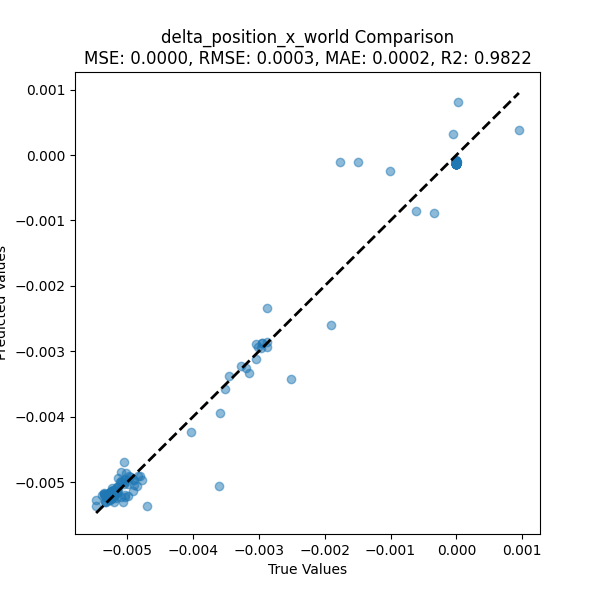 delta_position_x_world Comparison
MSE: 0.0000, RMSE: 0.0003, MAE: 0.0002, R2: 0.9822
0.001
0.000
−0.001
−0.002
−0.003
−0.004
−0.005
Predicted Values
−0.005 −0.004 −0.003 −0.002 −0.001 0.000 0.001
True Values